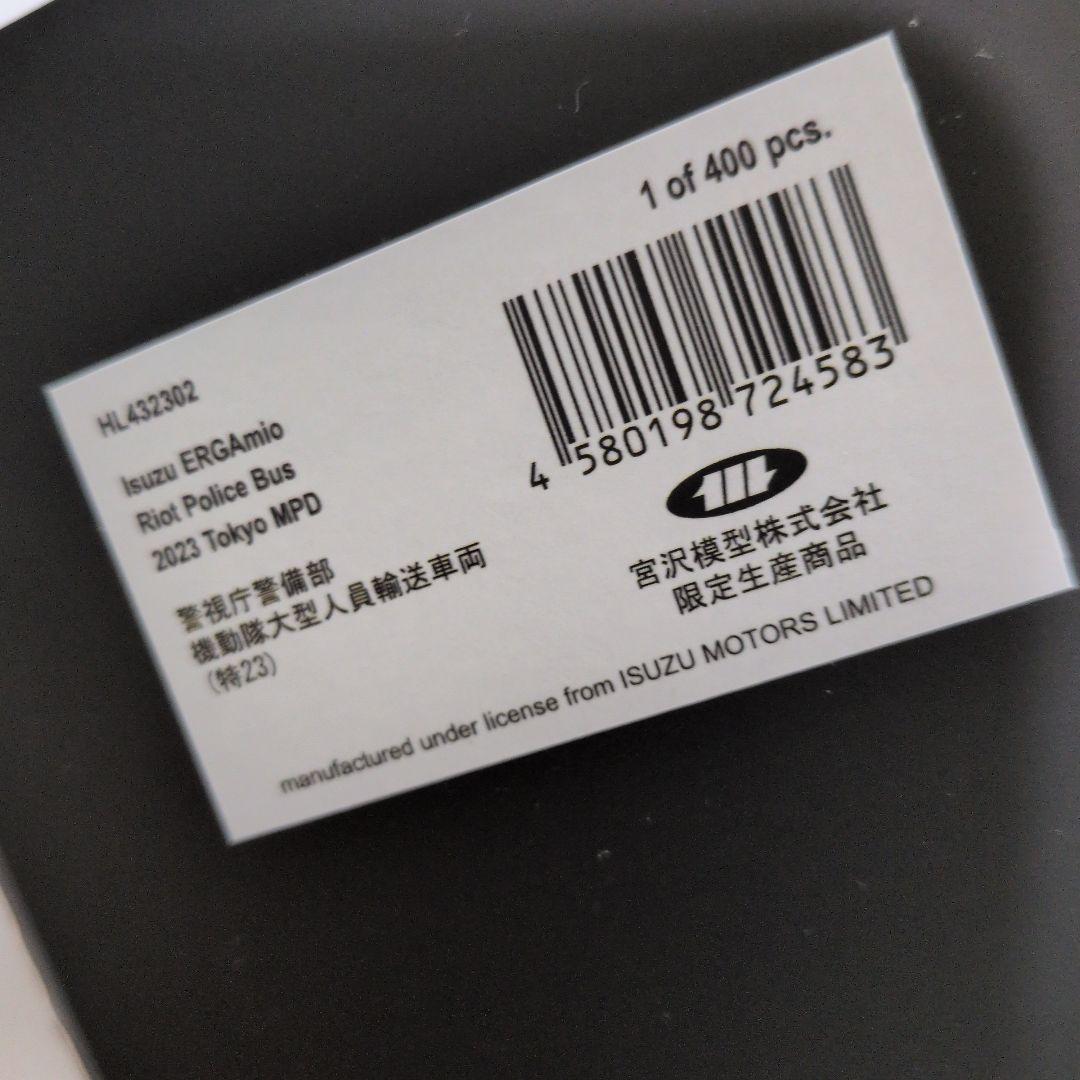 1 of 400 pcs.
4 580198 724583
HL432302
Isuzu ERGAmio
Riot Police Bus
2023 Tokyo MPD
警視庁警備部
機動隊大型人員輸送車両
（特23）
宮沢模型株式会社
限定生産商品
manufactured under license from ISUZU MOTORS LIMITED